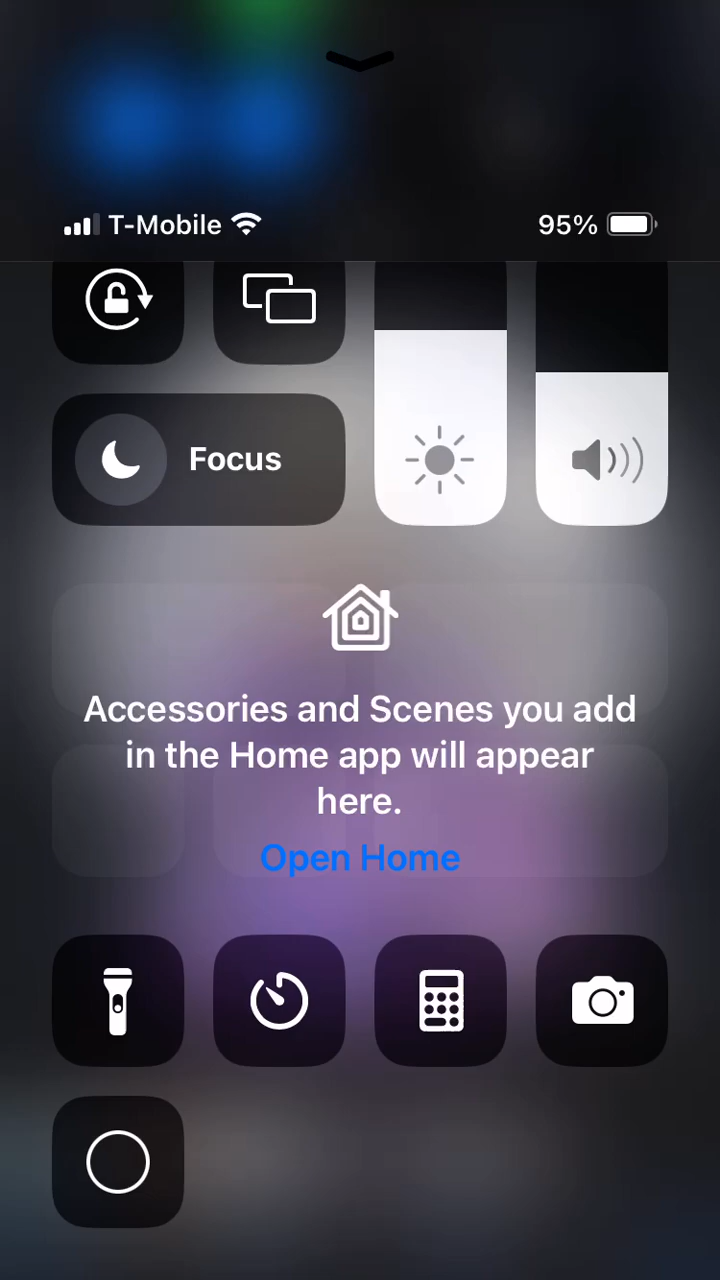 T-Mobile 95%
Focus
Accessories and Scenes you add
in the Home app will appear
here.
Open Home